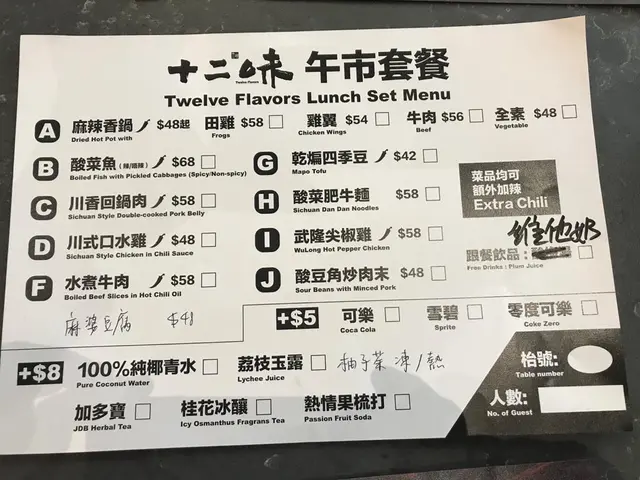 十二味 午市套餐
Twelve Flavors
Twelve Flavors Lunch Set Menu
A 麻辣香鍋 $48起 田雞 $58 雞翼 $54 牛肉 $56 全素 $48
Dried Hot Pot with Frogs Chicken Wings Beef Vegetable
B 酸菜魚(辣/唔辣) $68
Boiled Fish with Pickled Cabbages (Spicy/Non-spicy)
G 乾煸四季豆 $42
Mapo Tofu
菜品均可
額外加辣
Extra Chili
C 川香回鍋肉 $58
Sichuan Style Double-cooked Pork Belly
H 酸菜肥牛麵 $58
Sichuan Dan Dan Noodles
D 川式口水雞 $48
Sichuan Style Chicken in Chili Sauce
I 武隆尖椒雞 $58
WuLong Hot Pepper Chicken
維他奶
跟餐飲品:
Free Drinks : Plum Juice
F 水煮牛肉 $58
Boiled Beef Slices in Hot Chili Oil
J 酸豆角炒肉末 $48
Sour Beans with Minced Pork
麻婆豆腐 $48
+$5 可樂 雪碧 零度可樂
Coca Cola Sprite Coke Zero
+$8 100%純椰青水 荔枝玉露 柚子茶 凍/熱
Pure Coconut Water Lychee Juice
枱號:
Table number
加多寶 桂花冰釀 熱情果梳打
JDB Herbal Tea Icy Osmanthus Fragrans Tea Passion Fruit Soda
人數:
No. of Guest